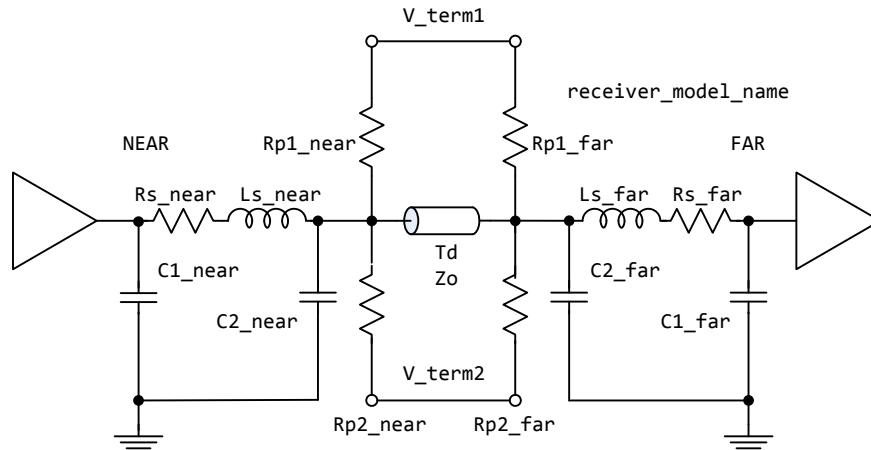 V_term1
receiver_model_name
NEAR
Rp1_near
Rp1_far
FAR
Rs_near
Ls_near
Ls_far
Rs_far
Td
Zo
C1_near
C2_far
C2_near
C1_far
V_term2
Rp2_near
Rp2_far